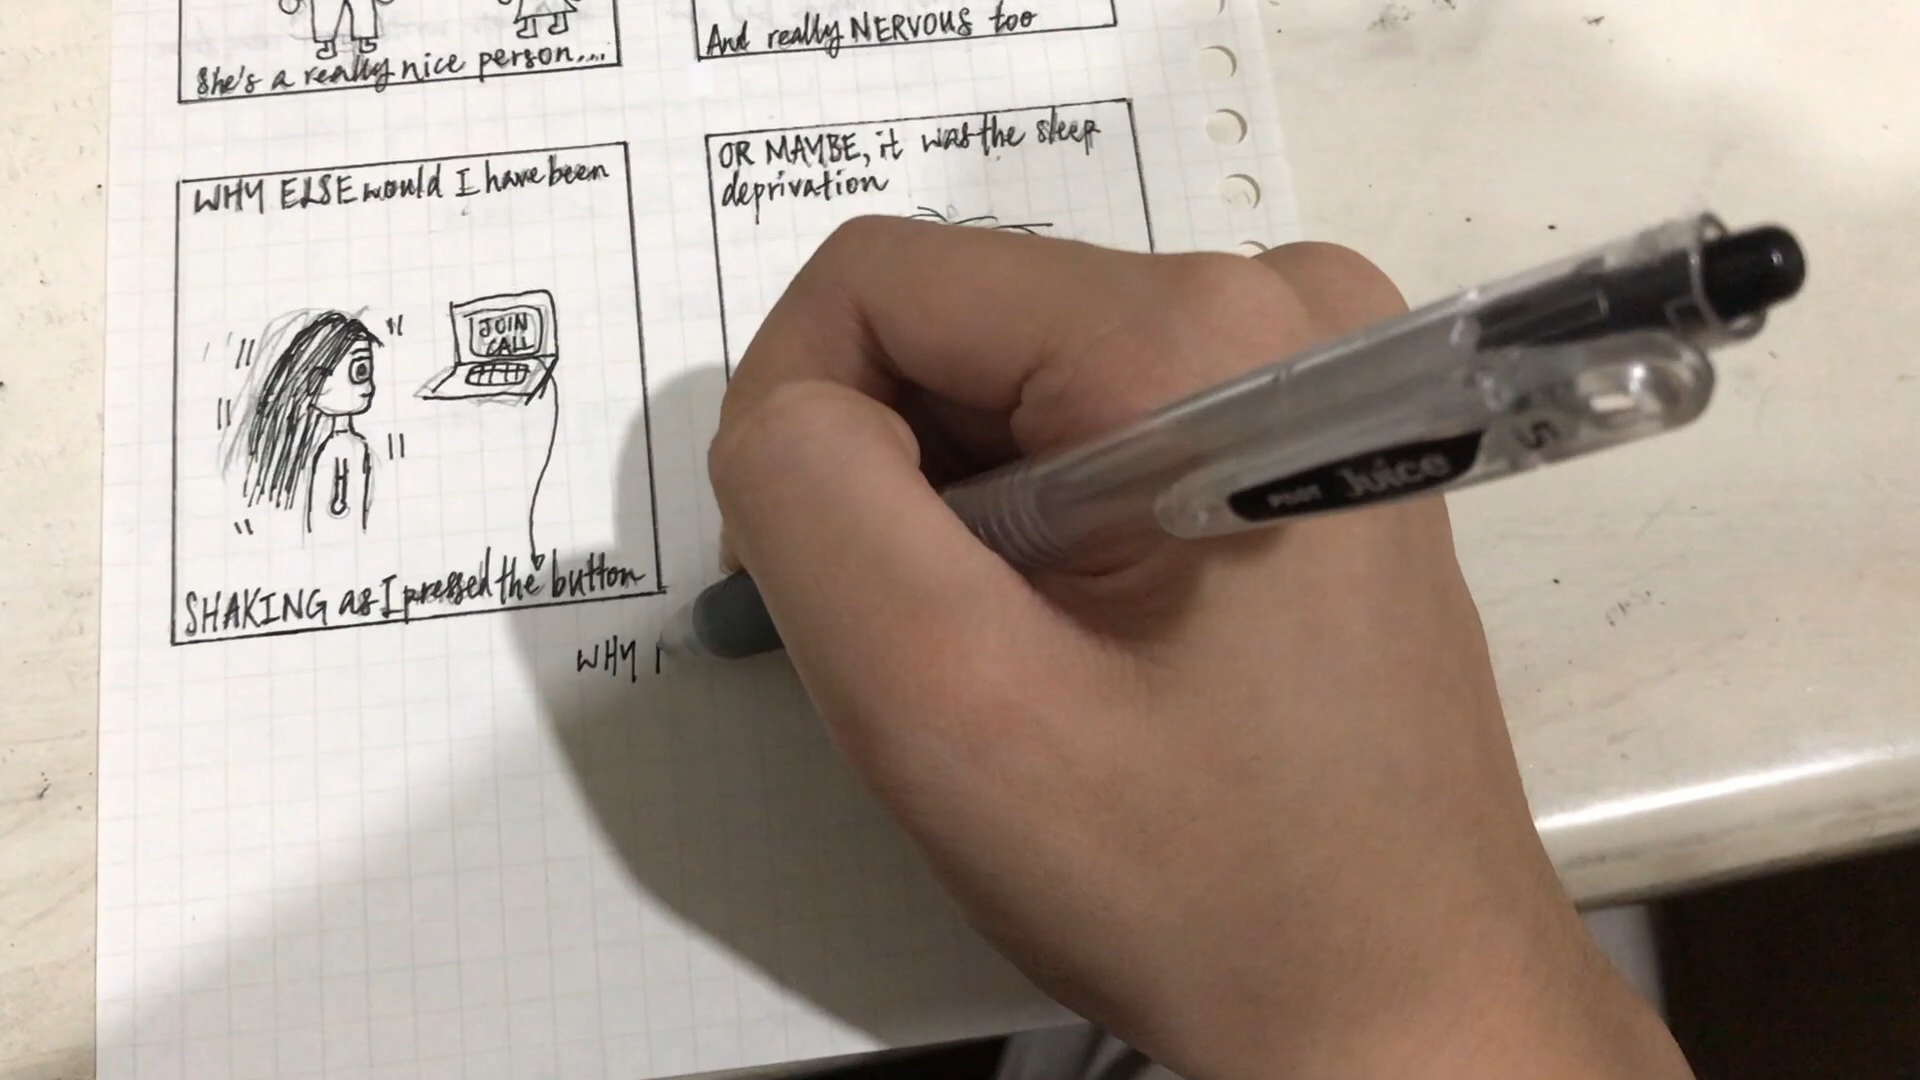 She's a really nice person....
And really NERVOUS too
WHY ELSE would I have been
JOIN
CALL
SHAKING as I pressed the button
OR MAYBE, it was the sleep
deprivation
WHY
PILOT Juice
5